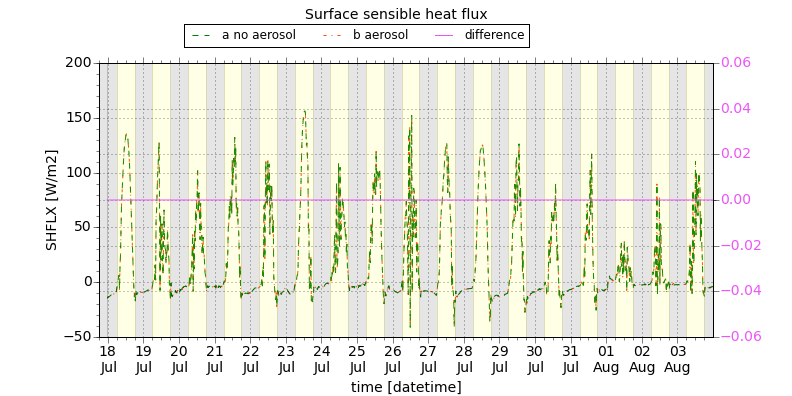 Surface sensible heat flux
a no aerosol b aerosol difference
SHFLX [W/m2]
200
150
100
50
0
−50
0.06
0.04
0.02
0.00
−0.02
−0.04
−0.06
18 19 20 21 22 23 24 25 26 27 28 29 30 31 01 02 03
Jul Jul Jul Jul Jul Jul Jul Jul Jul Jul Jul Jul Jul Jul Aug Aug Aug
time [datetime]